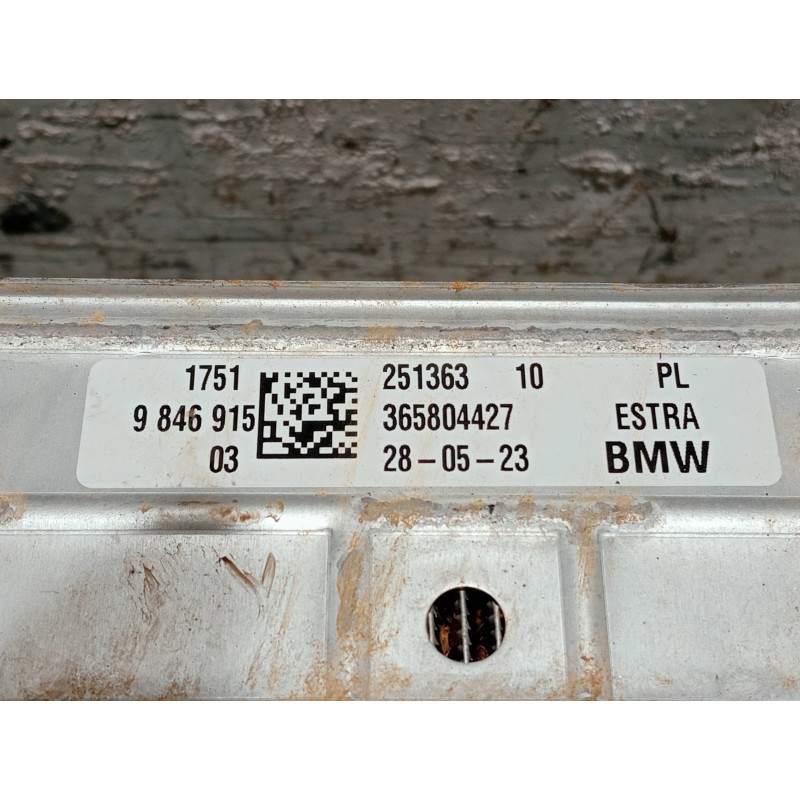 1751 251363 10 PL
9 846 915 365804427 ESTRA
03 28-05-23 BMW